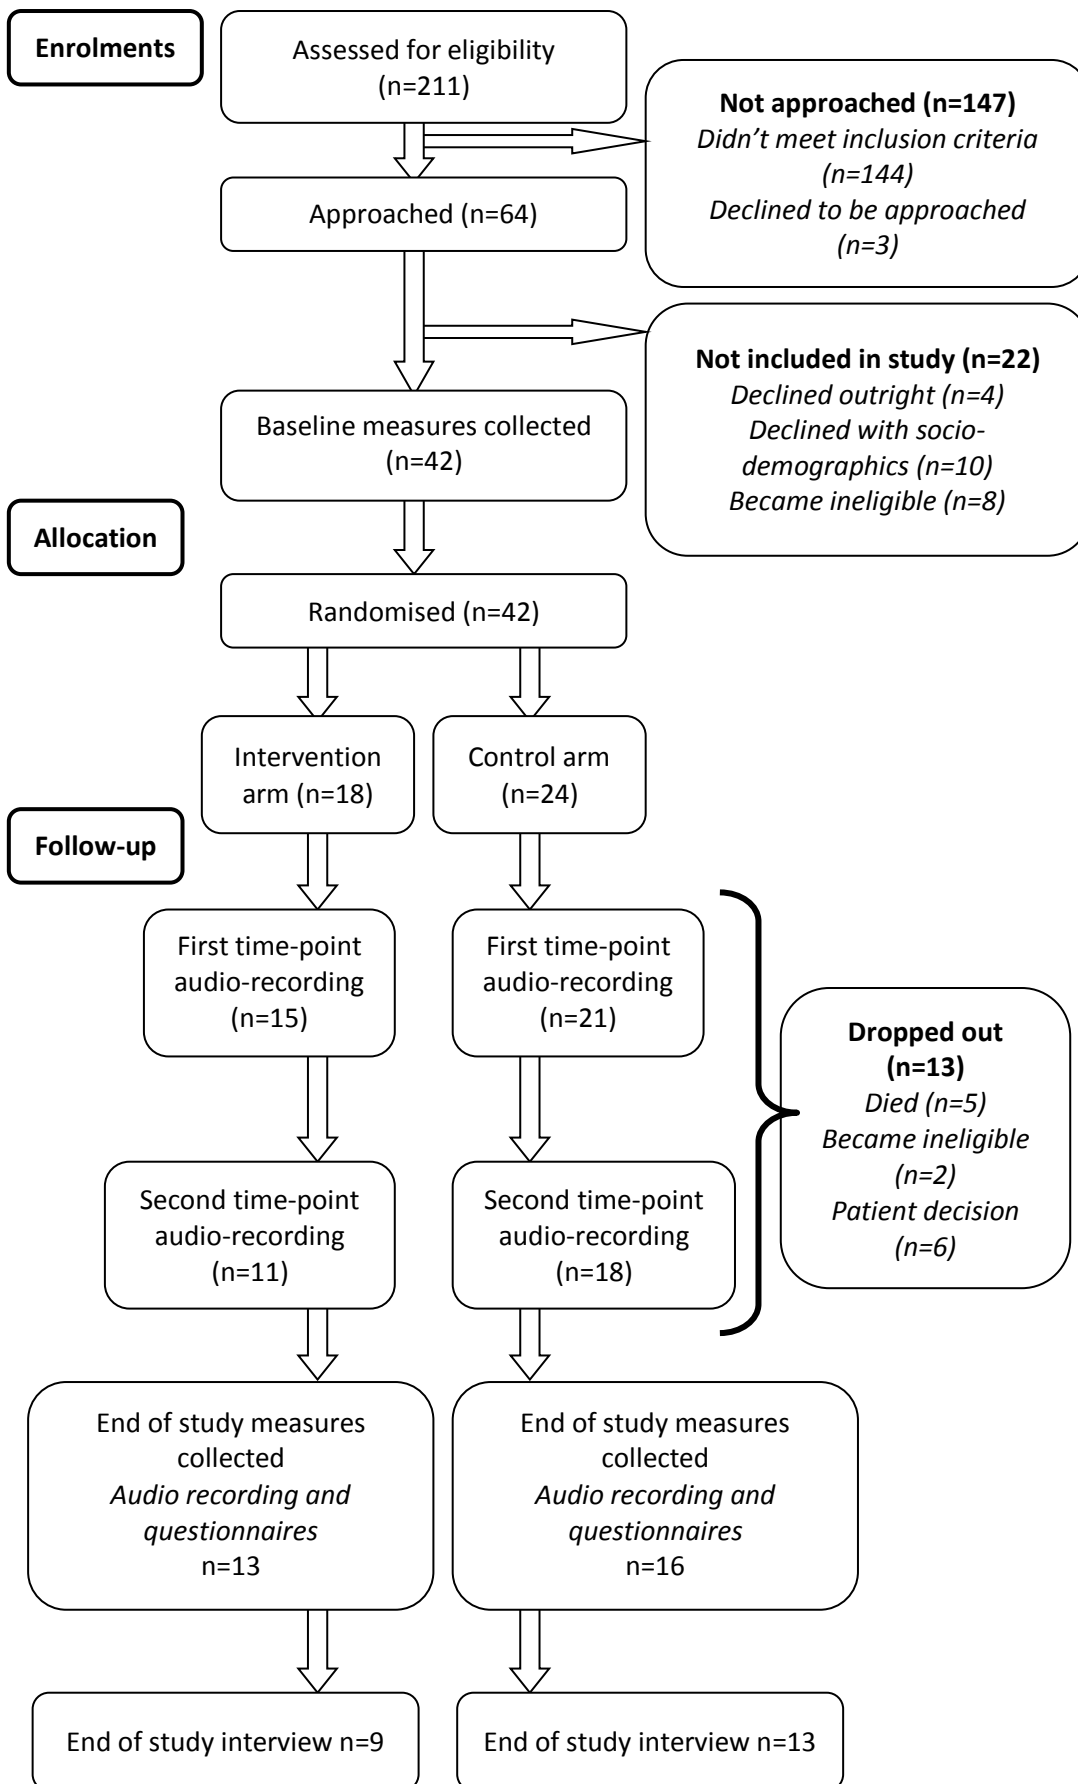 Enrolments
Assessed for eligibility
(n=211)
Not approached (n=147)
Didn’t meet inclusion criteria
(n=144)
Declined to be approached
(n=3)
Approached (n=64)
Not included in study (n=22)
Declined outright (n=4)
Declined with socio-
demographics (n=10)
Became ineligible (n=8)
Baseline measures collected
(n=42)
Allocation
Randomised (n=42)
Intervention
arm (n=18)
Control arm
(n=24)
Follow-up
First time-point
audio-recording
(n=15)
First time-point
audio-recording
(n=21)
Dropped out
(n=13)
Died (n=5)
Became ineligible
(n=2)
Patient decision
(n=6)
Second time-point
audio-recording
(n=11)
Second time-point
audio-recording
(n=18)
End of study measures
collected
Audio recording and
questionnaires
n=13
End of study measures
collected
Audio recording and
questionnaires
n=16
End of study interview n=9
End of study interview n=13